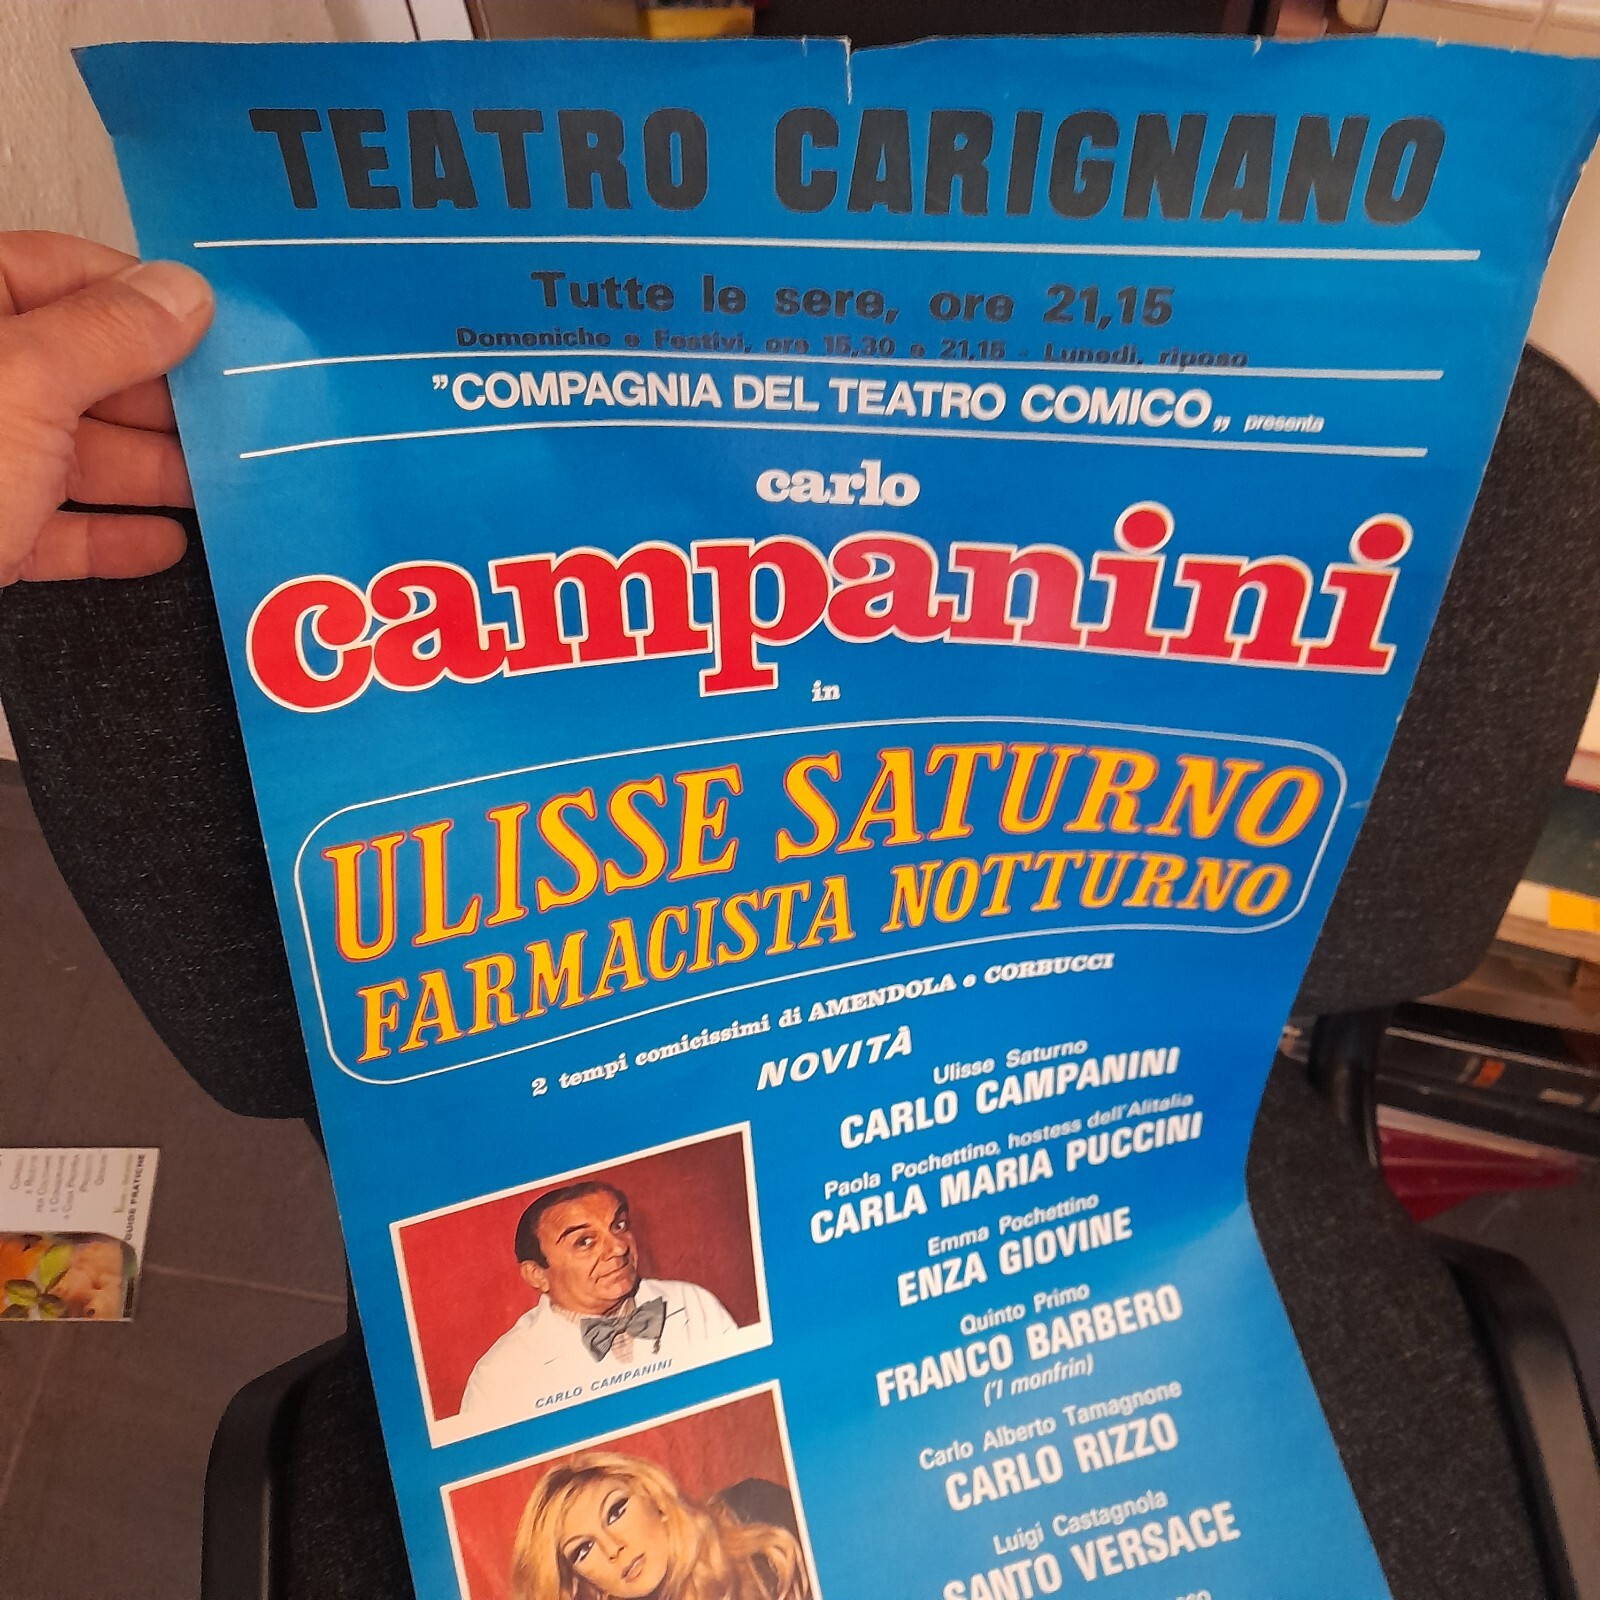 TEATRO CARIGNANO
Tutte le sere, ore 21,15
Domeniche e Festivi, ore 15,30 e 21,15 - Lunedi, riposo
"COMPAGNIA DEL TEATRO COMICO„ presenta
carlo
campanini
in
ULISSE SATURNO
FARMACISTA NOTTURNO
2 tempi comicissimi di AMENDOLA e CORBUCCI
NOVITÀ
Ulisse Saturno
CARLO CAMPANINI
Paola Pochettino, hostess dell'Alitalia
CARLA MARIA PUCCINI
Emma Pochettino
ENZA GIOVINE
Quinto Primo
FRANCO BARBERO
('l monfrin)
Carlo Alberto Tamagnone
CARLO RIZZO
Luigi Castagnola
SANTO VERSACE
CARLO CAMPANINI
GUIDE PRATICHE